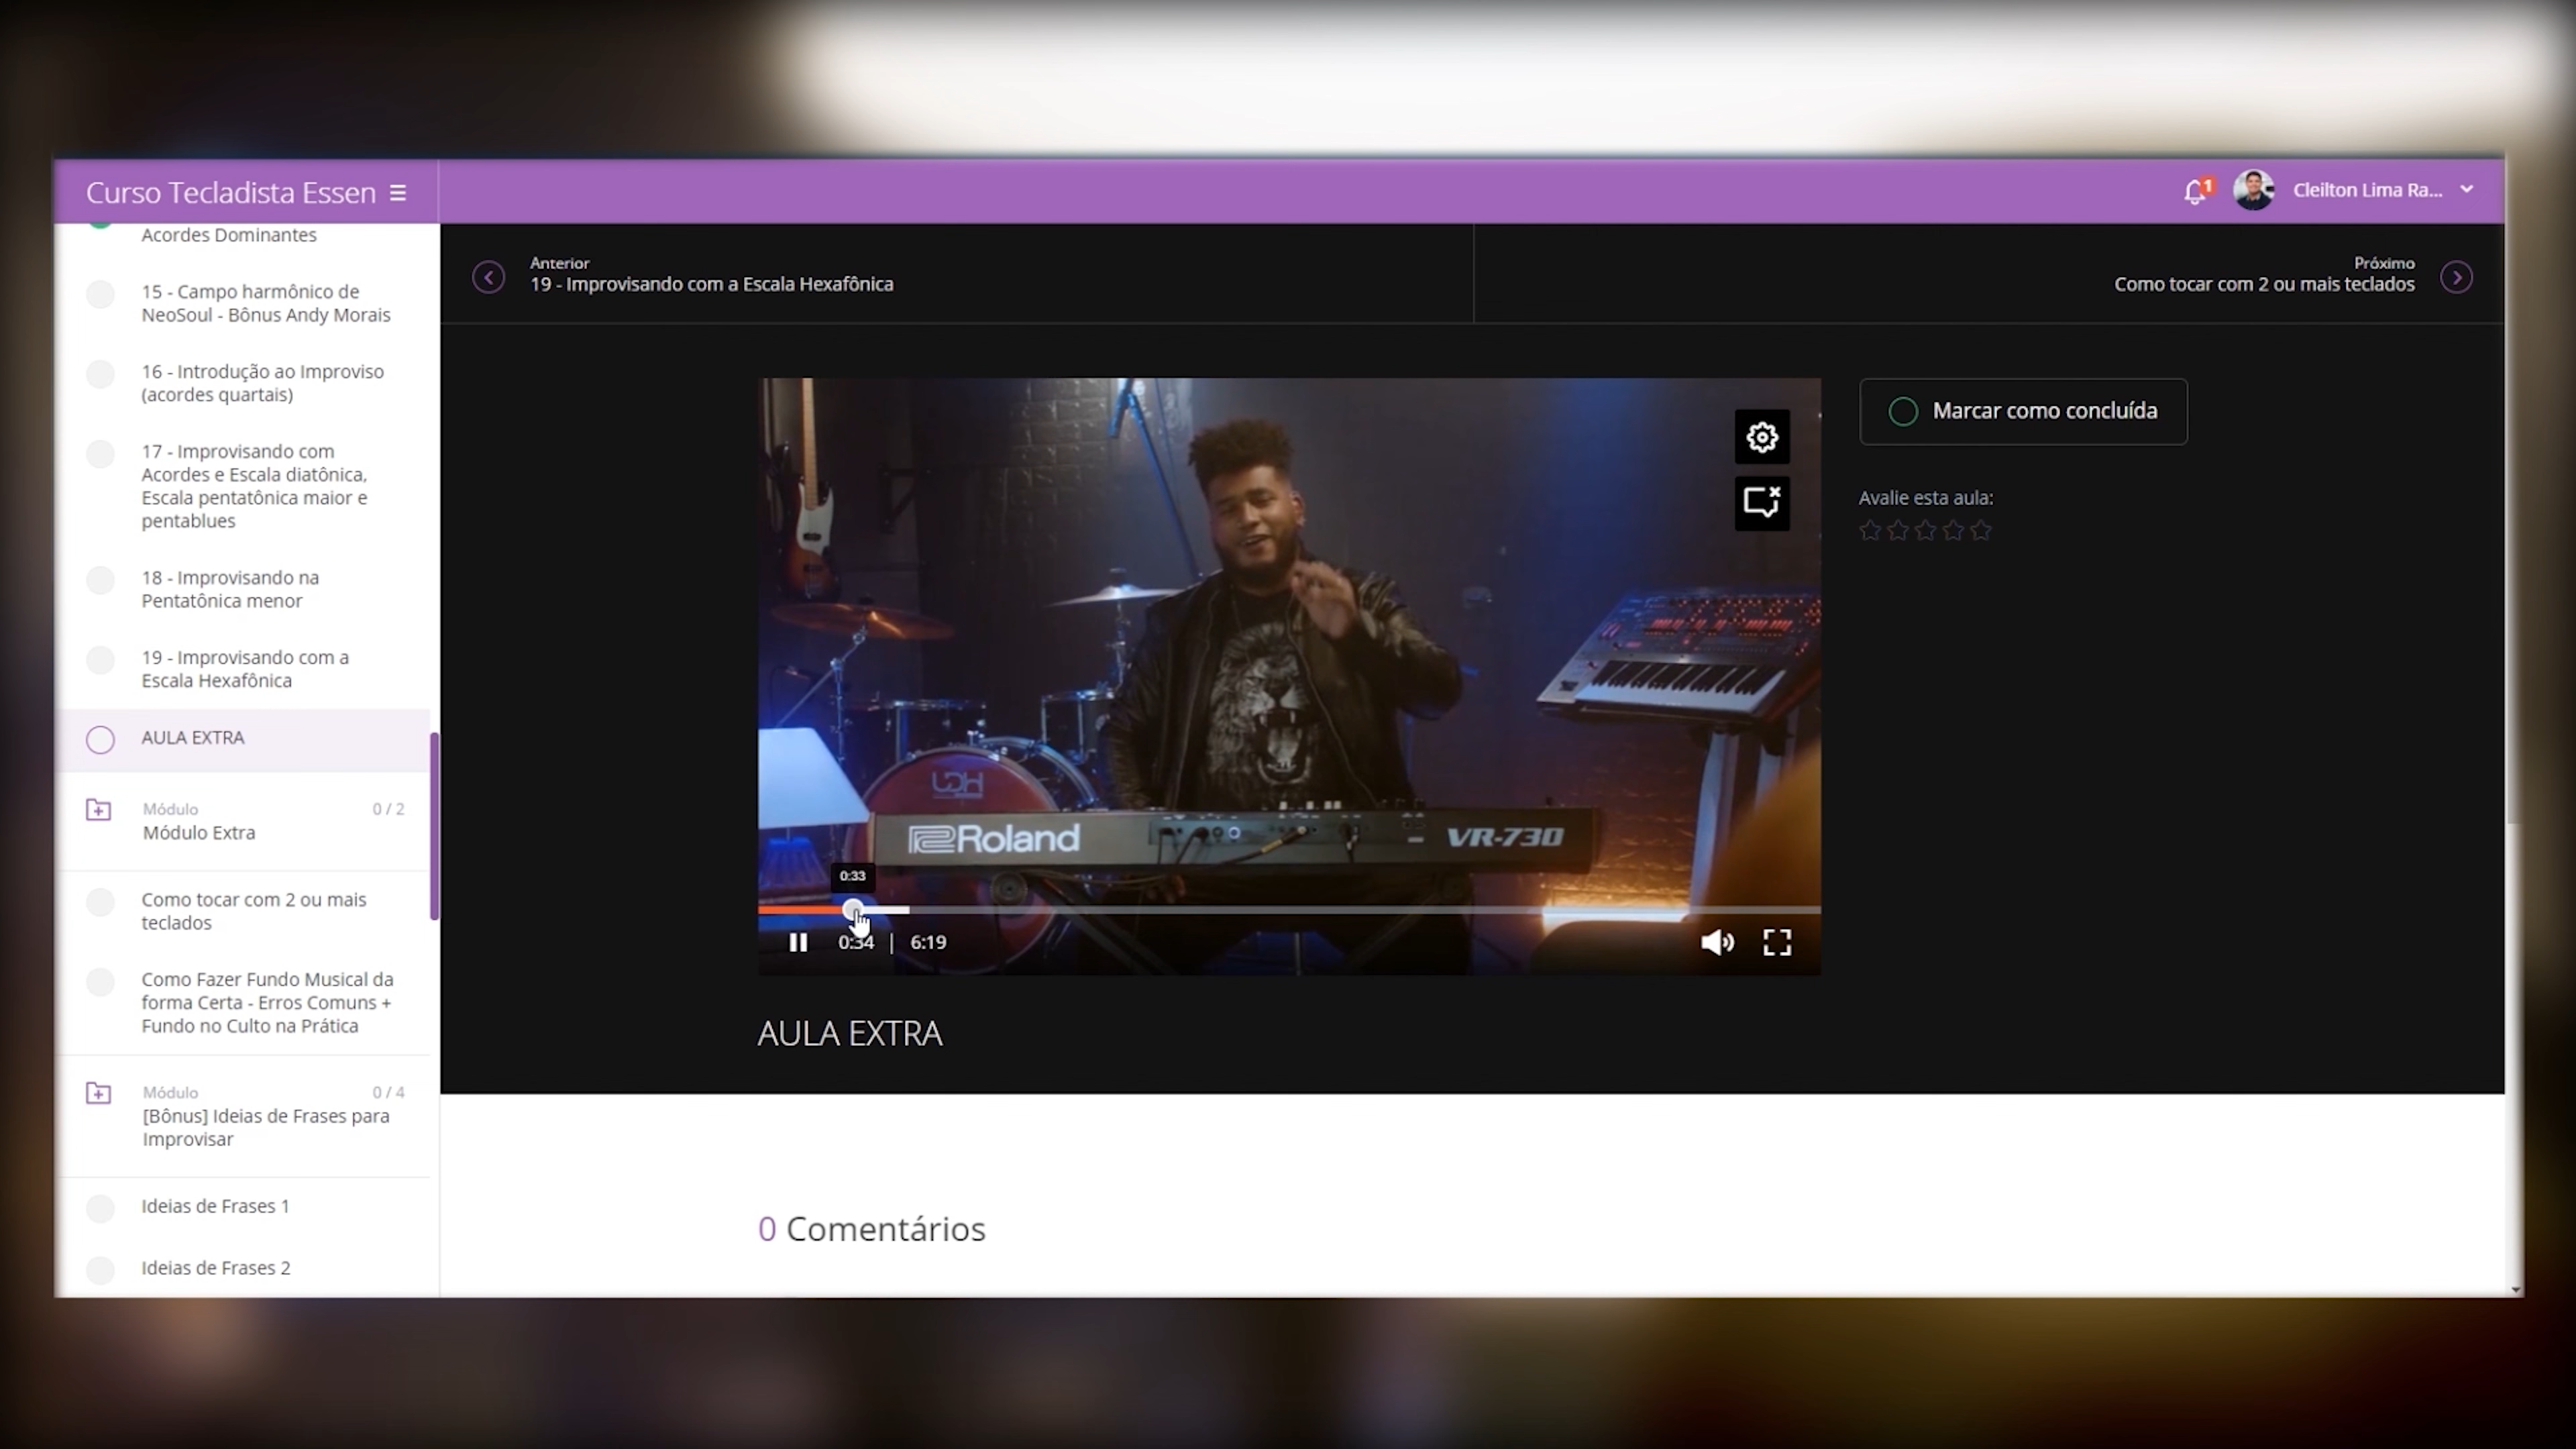 Curso Tecladista Essen
1
Cleilton Lima Ra...
Acordes Dominantes
15 - Campo harmônico de
NeoSoul - Bônus Andy Morais
16 - Introdução ao Improviso
(acordes quartais)
17 - Improvisando com
Acordes e Escala diatônica,
Escala pentatônica maior e
pentablues
18 - Improvisando na
Pentatônica menor
19 - Improvisando com a
Escala Hexafônica
AULA EXTRA
Módulo 0 / 2
Módulo Extra
Como tocar com 2 ou mais
teclados
Como Fazer Fundo Musical da
forma Certa - Erros Comuns +
Fundo no Culto na Prática
Módulo 0 / 4
[Bônus] Ideias de Frases para
Improvisar
Ideias de Frases 1
Ideias de Frases 2
Anterior
19 - Improvisando com a Escala Hexafônica
Próximo
Como tocar com 2 ou mais teclados
Roland
VR-730
0:33
0:34 | 6:19
Marcar como concluída
Avalie esta aula:
AULA EXTRA
0 Comentários